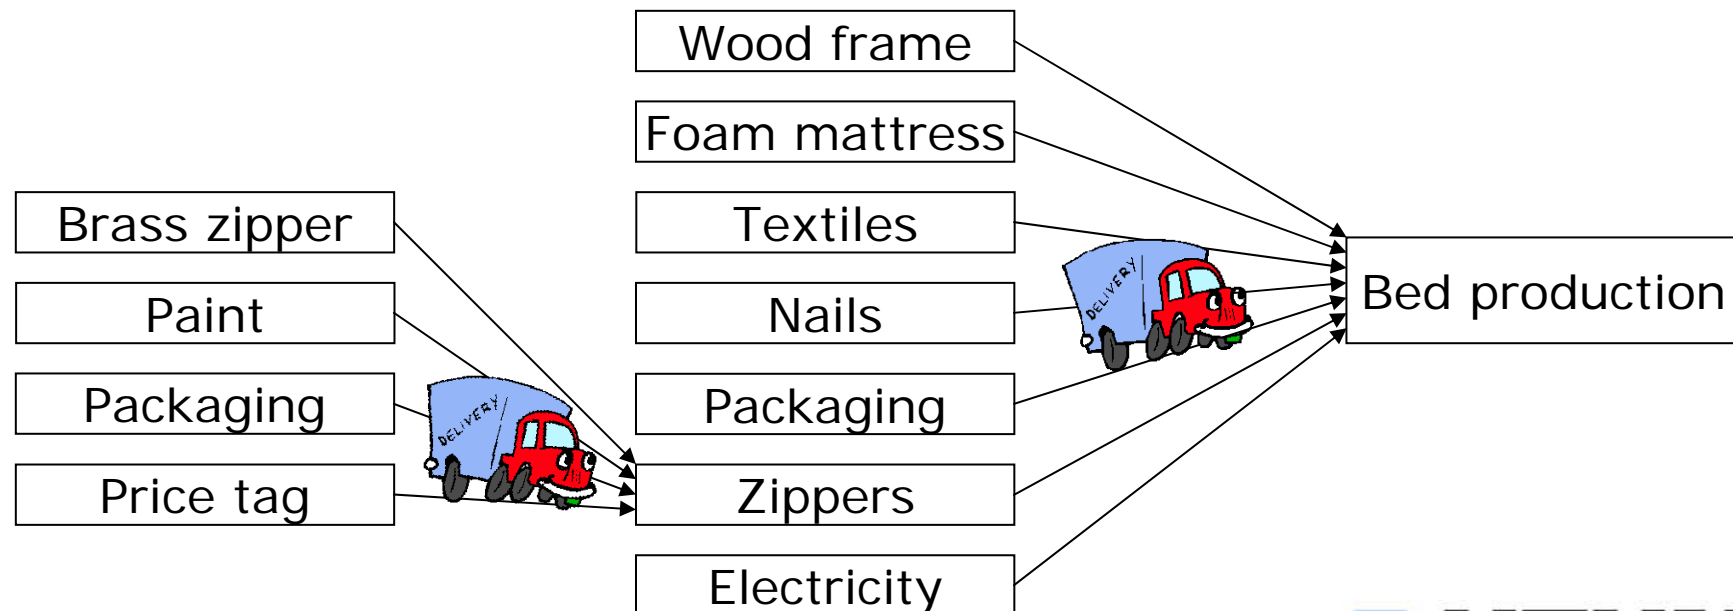 Wood frame
Foam mattress
Brass zipper
Textiles
Paint
Nails
Bed production
Packaging
Packaging
Price tag
Zippers
Electricity
DELIVERY
DELIVERY